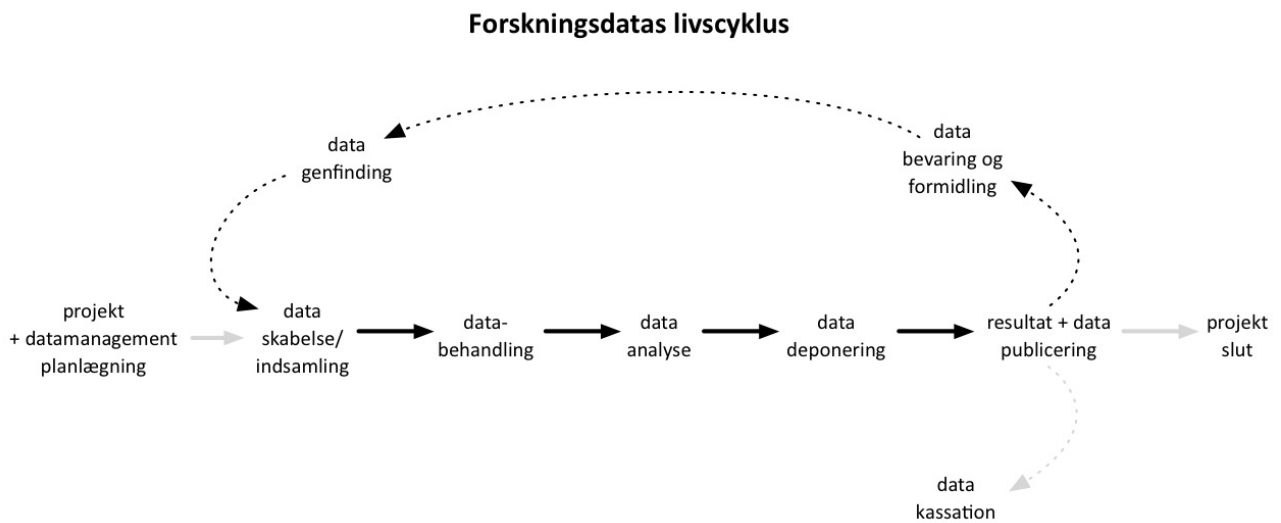 Forskningsdatas livscyklus
data
genfinding
data
bevaring og
formidling
projekt
+ datamanagement
planlægning
data
skabelse/
indsamling
data-
behandling
data
analyse
data
deponering
resultat + data
publicering
projekt
slut
data
kassation